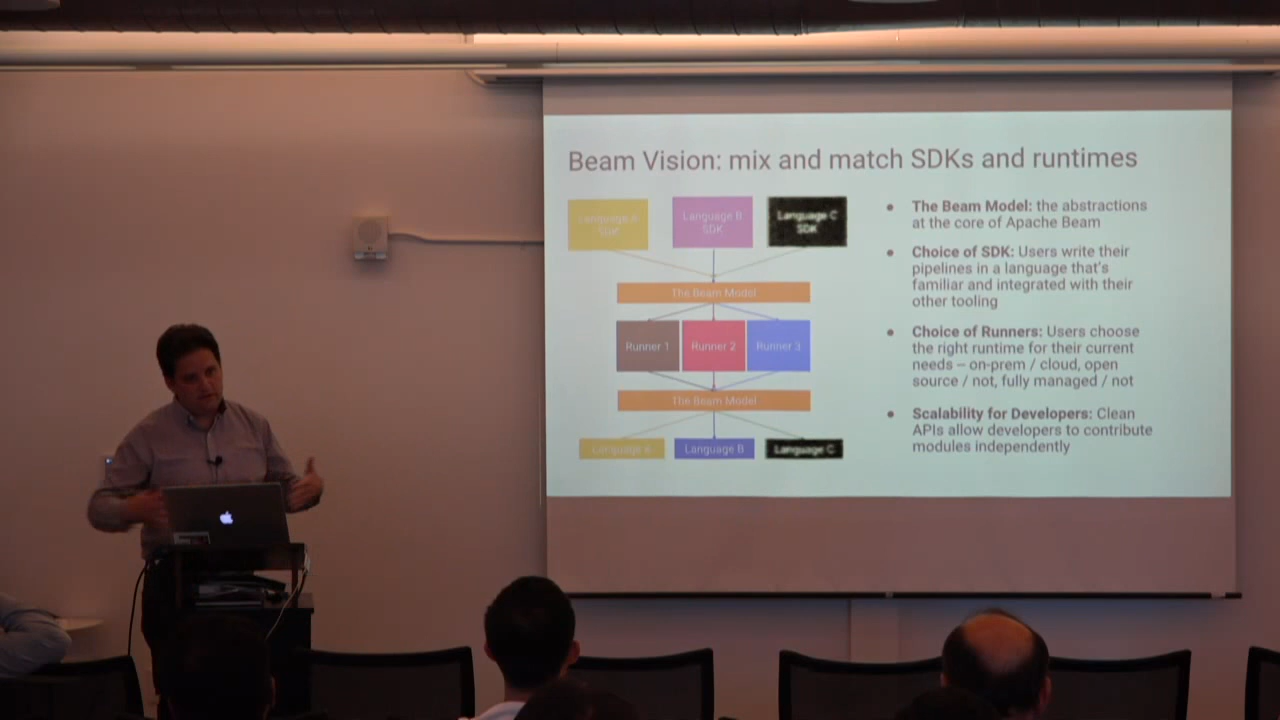 Beam Vision: mix and match SDKs and runtimes
Language A
SDK
Language B
SDK
Language C
SDK
The Beam Model
Runner 1
Runner 2
Runner 3
The Beam Model
Language A
Language B
Language C
● The Beam Model: the abstractions
at the core of Apache Beam
● Choice of SDK: Users write their
pipelines in a language that's
familiar and integrated with their
other tooling
● Choice of Runners: Users choose
the right runtime for their current
needs – on-prem / cloud, open
source / not, fully managed / not
● Scalability for Developers: Clean
APIs allow developers to contribute
modules independently